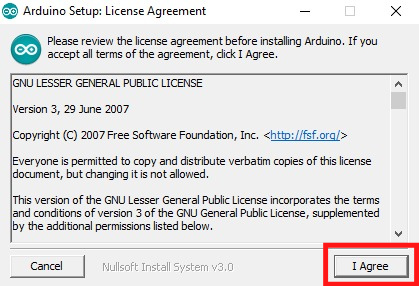 Arduino Setup: License Agreement
Please review the license agreement before installing Arduino. If you
accept all terms of the agreement, click I Agree.
GNU LESSER GENERAL PUBLIC LICENSE
Version 3, 29 June 2007
Copyright (C) 2007 Free Software Foundation, Inc. <http://fsf.org/>
Everyone is permitted to copy and distribute verbatim copies of this license
document, but changing it is not allowed.
This version of the GNU Lesser General Public License incorporates the terms
and conditions of version 3 of the GNU General Public License, supplemented
by the additional permissions listed below.
Cancel
Nullsoft Install System v3.0
I Agree